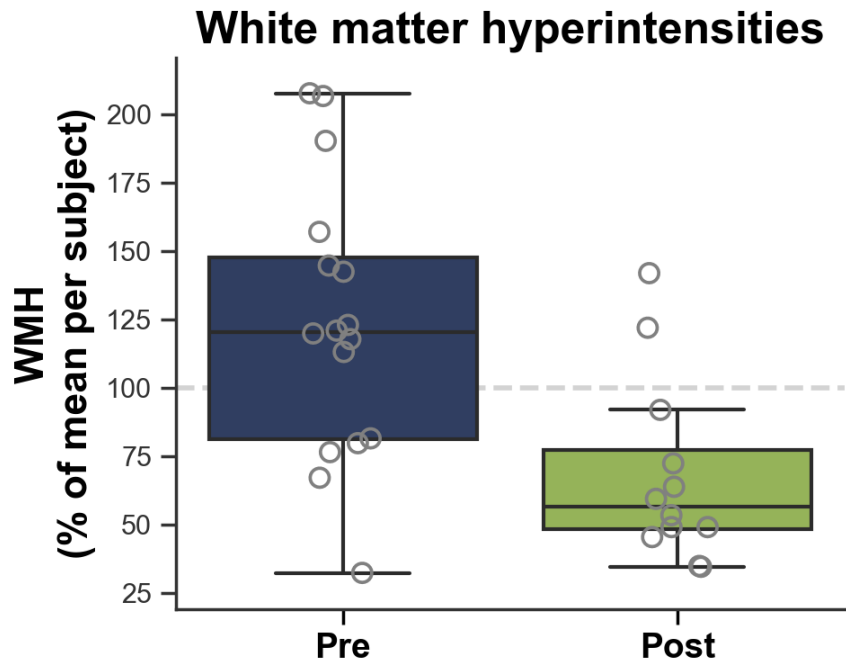 White matter hyperintensities
WMH
(% of mean per subject)
200
175
150
125
100
75
50
25
Pre
Post